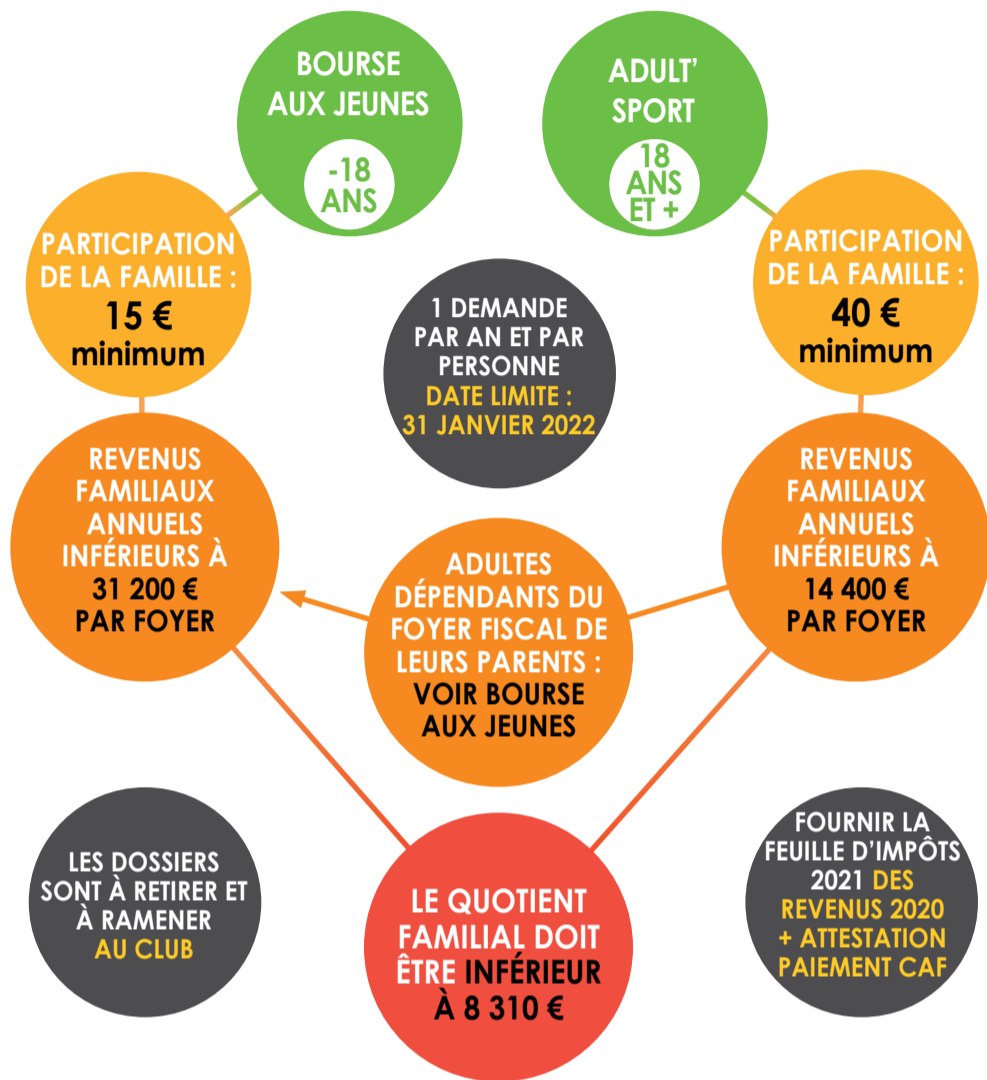 BOURSE
AUX JEUNES
-18
ANS
ADULT'
SPORT
18
ANS
ET +
PARTICIPATION
DE LA FAMILLE :
15 €
minimum
PARTICIPATION
DE LA FAMILLE :
40 €
minimum
1 DEMANDE
PAR AN ET PAR
PERSONNE
DATE LIMITE :
31 JANVIER 2022
REVENUS
FAMILIAUX
ANNUELS
INFÉRIEURS À
31 200 €
PAR FOYER
REVENUS
FAMILIAUX
ANNUELS
INFÉRIEURS À
14 400 €
PAR FOYER
ADULTES
DÉPENDANTS DU
FOYER FISCAL DE
LEURS PARENTS :
VOIR BOURSE
AUX JEUNES
LES DOSSIERS
SONT À RETIRER ET
À RAMENER
AU CLUB
LE QUOTIENT
FAMILIAL DOIT
ÊTRE INFÉRIEUR
À 8 310 €
FOURNIR LA
FEUILLE D'IMPÔTS
2021 DES
REVENUS 2020
+ ATTESTATION
PAIEMENT CAF